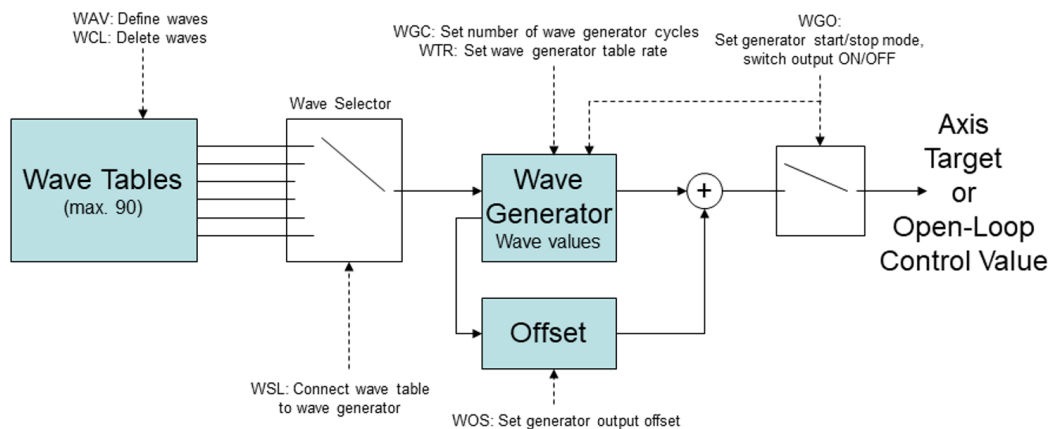 WAV: Define waves
WCL: Delete waves
WGC: Set number of wave generator cycles
WTR: Set wave generator table rate
WGO:
Set generator start/stop mode,
switch output ON/OFF
Wave Selector
Wave Tables
(max. 90)
Wave
Generator
Wave values
+
Axis
Target
or
Open-Loop
Control Value
Offset
WSL: Connect wave table
to wave generator
WOS: Set generator output offset